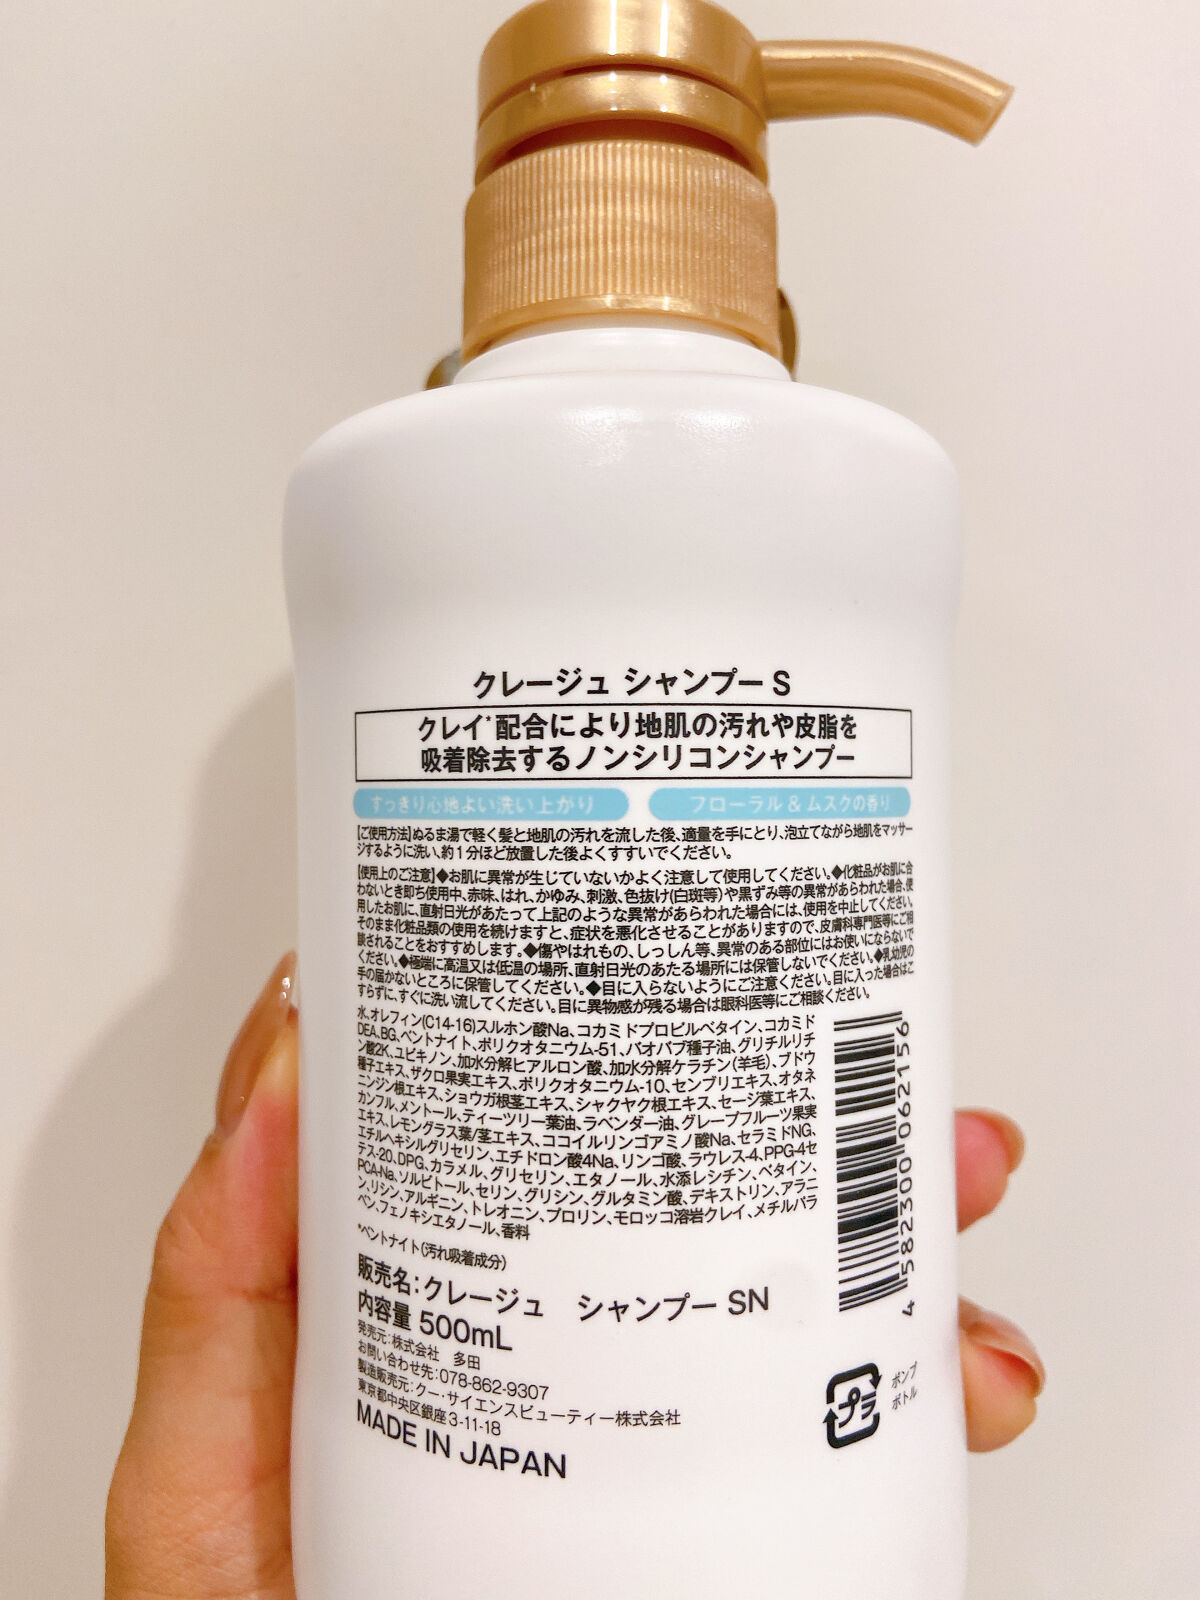 クレージュ シャンプー S
クレイ*配合により地肌の汚れや皮脂を
吸着除去するノンシリコンシャンプー
すっきり心地よい洗い上がり
フローラル & ムスクの香り
【ご使用方法】ぬるま湯で軽く髪と地肌の汚れを流した後、適量を手にとり、泡立てながら地肌をマッサー
ジするように洗い、約1分ほど放置した後よくすすいでください。
【使用上のご注意】◆お肌に異常が生じていないかよく注意して使用してください。◆化粧品がお肌に合
わないとき即ち使用中、赤味、はれ、かゆみ、刺激、色抜け(白斑等)や黒ずみ等の異常があらわれた場合、使
用したお肌に、直射日光があたって上記のような異常があらわれた場合には、使用を中止してください。
そのまま化粧品類の使用を続けますと、症状を悪化させることがありますので、皮膚科専門医等にご相
談されることをおすすめします。◆傷やはれもの、しっしん等、異常のある部位にはお使いにならないで
ください。◆極端に高温又は低温の場所、直射日光のあたる場所には保管しないでください。◆乳幼児の
手の届かないところに保管してください。◆目に入らないようにご注意ください。目に入った場合はこ
すらずに、すぐに洗い流してください。目に異物感が残る場合は眼科医等にご相談ください。
水、オレフィン(C14-16)スルホン酸Na、コカミドプロピルベタイン、コカミド
DEA、BG、ベントナイト、ポリクオタニウム-51、バオバブ種子油、グリチルリチ
ン酸2K、ユビキノン、加水分解ヒアルロン酸、加水分解ケラチン(羊毛)、ブドウ
種子エキス、ザクロ果実エキス、ポリクオタニウム-10、センブリエキス、オタネ
ニンジン根エキス、ショウガ根茎エキス、シャクヤク根エキス、セージ葉エキス、
カンフル、メントール、ティーツリー葉油、ラベンダー油、グレープフルーツ果実
エキス、レモングラス葉/茎エキス、ココイルリンゴアミノ酸Na、セラミドNG、
エチルヘキシルグリセリン、エチドロン酸4Na、リンゴ酸、ラウレス-4、PPG-4セ
テス-20、DPG、カラメル、グリセリン、エタノール、水添レシチン、ベタイン、
PCA-Na、ソルビトール、セリン、グリシン、グルタミン酸、デキストリン、アラニ
ン、リシン、アルギニン、トレオニン、プロリン、モロッコ溶岩クレイ、メチルパラ
ベン、フェノキシエタノール、香料
*ベントナイト(汚れ吸着成分)
4 582300 062156
販売名:クレージュ シャンプー SN
内容量 500mL
発売元:株式会社 多田
お問い合わせ先:078-862-9307
製造販売元:クー・サイエンスビューティー株式会社
東京都中央区銀座3-11-18
MADE IN JAPAN
プラ
ポンプ
ボトル